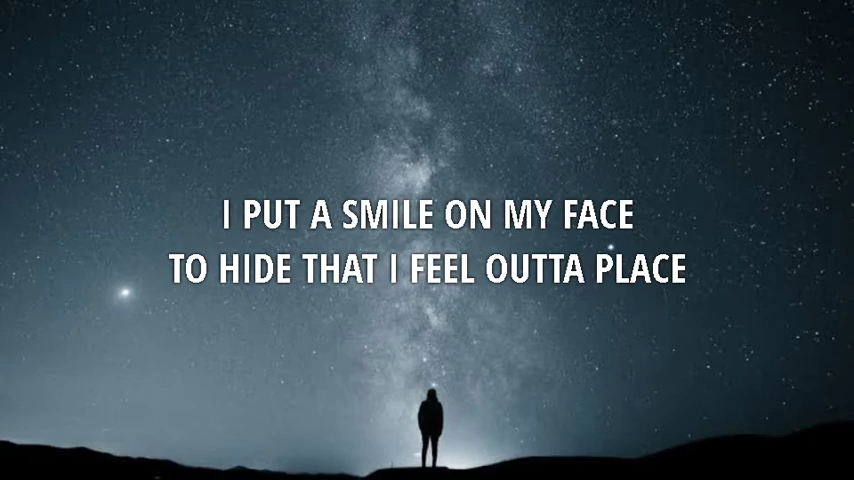 I PUT A SMILE ON MY FACE
TO HIDE THAT I FEEL OUTTA PLACE